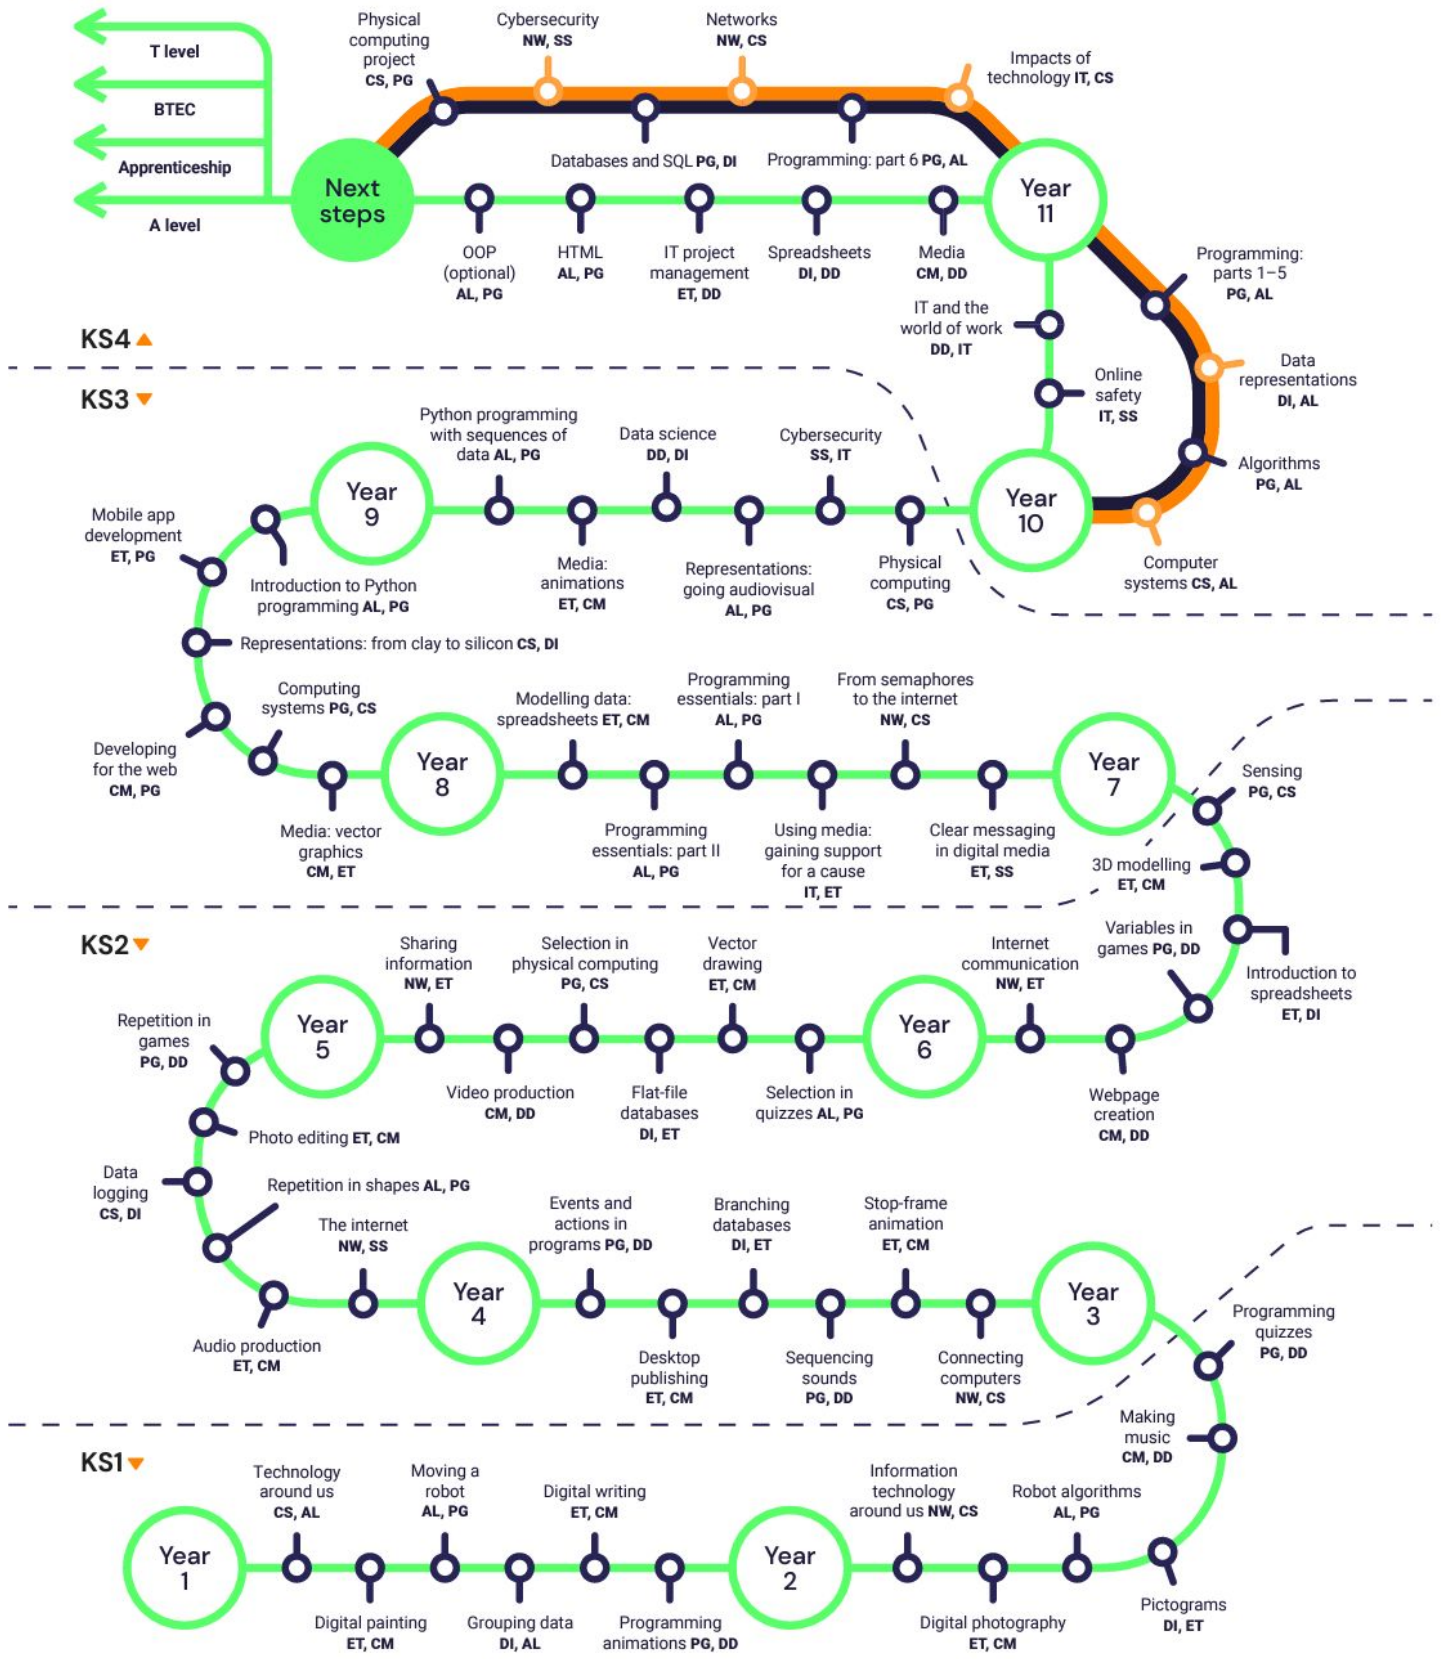 T level
BTEC
Apprenticeship
A level
Next
steps
Physical
computing
project
CS, PG
Cybersecurity
NW, SS
Networks
NW, CS
Impacts of
technology IT, CS
Databases and SQL PG, DI
Programming: part 6 PG, AL
Year
11
OOP
(optional)
AL, PG
HTML
AL, PG
IT project
management
ET, DD
Spreadsheets
DI, DD
Media
CM, DD
Programming:
parts 1–5
PG, AL
IT and the
world of work
DD, IT
Online
safety
IT, SS
Data
representations
DI, AL
Algorithms
PG, AL
Computer
systems CS, AL
KS4
KS3
Year
10
Python programming
with sequences of
data AL, PG
Data science
DD, DI
Cybersecurity
SS, IT
Year
9
Media:
animations
ET, CM
Representations:
going audiovisual
AL, PG
Physical
computing
CS, PG
Mobile app
development
ET, PG
Introduction to Python
programming AL, PG
Representations: from clay to silicon CS, DI
Computing
systems PG, CS
Developing
for the web
CM, PG
Media: vector
graphics
CM, ET
Year
8
Modelling data:
spreadsheets ET, CM
Programming
essentials: part I
AL, PG
From semaphores
to the internet
NW, CS
Programming
essentials: part II
AL, PG
Using media:
gaining support
for a cause
IT, ET
Clear messaging
in digital media
ET, SS
Year
7
Sensing
PG, CS
3D modelling
ET, CM
Variables in
games PG, DD
Introduction to
spreadsheets
ET, DI
KS2
Year
5
Sharing
information
NW, ET
Selection in
physical computing
PG, CS
Vector
drawing
ET, CM
Year
6
Internet
communication
NW, ET
Video production
CM, DD
Flat-file
databases
DI, ET
Selection in
quizzes AL, PG
Webpage
creation
CM, DD
Repetition in
games
PG, DD
Photo editing ET, CM
Data
logging
CS, DI
Repetition in shapes AL, PG
The internet
NW, SS
Audio production
ET, CM
Year
4
Events and
actions in
programs PG, DD
Branching
databases
DI, ET
Stop-frame
animation
ET, CM
Desktop
publishing
ET, CM
Sequencing
sounds
PG, DD
Connecting
computers
NW, CS
Year
3
Programming
quizzes
PG, DD
Making
music
CM, DD
KS1
Year
1
Technology
around us
CS, AL
Moving a
robot
AL, PG
Digital writing
ET, CM
Digital painting
ET, CM
Grouping data
DI, AL
Programming
animations PG, DD
Year
2
Information
technology
around us NW, CS
Robot algorithms
AL, PG
Digital photography
ET, CM
Pictograms
DI, ET